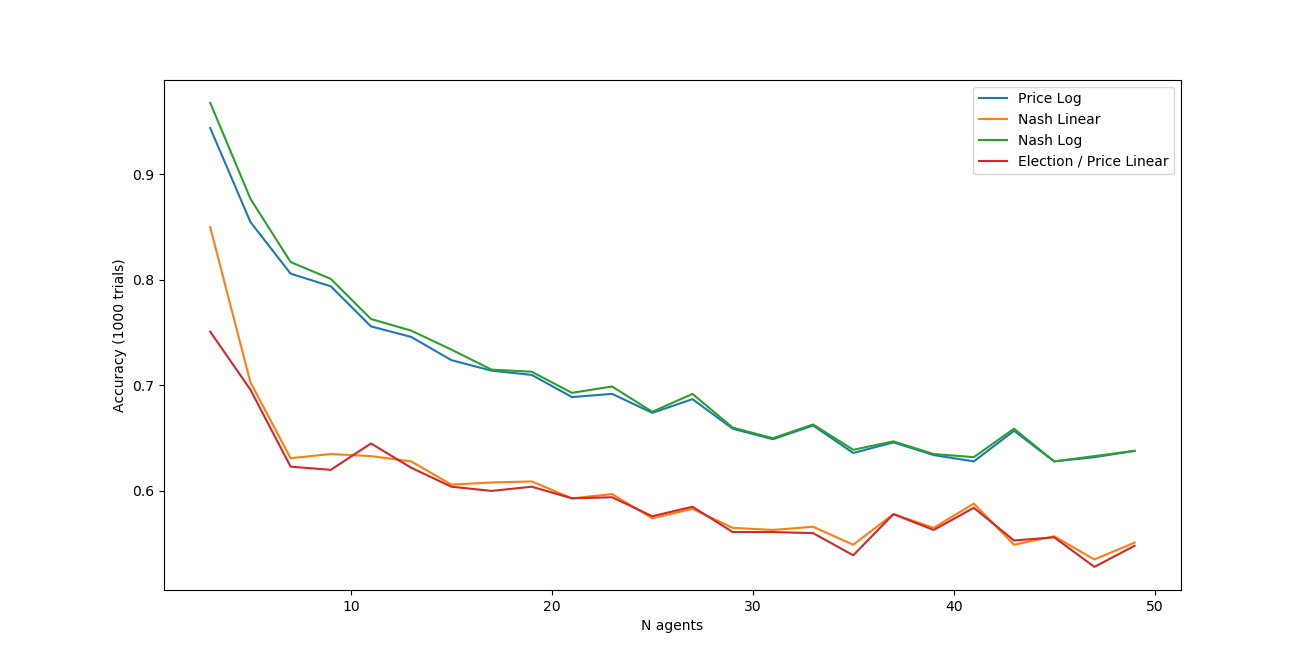 Price Log
Nash Linear
Nash Log
Election / Price Linear
Accuracy (1000 trials)
0.9
0.8
0.7
0.6
10 20 30 40 50
N agents